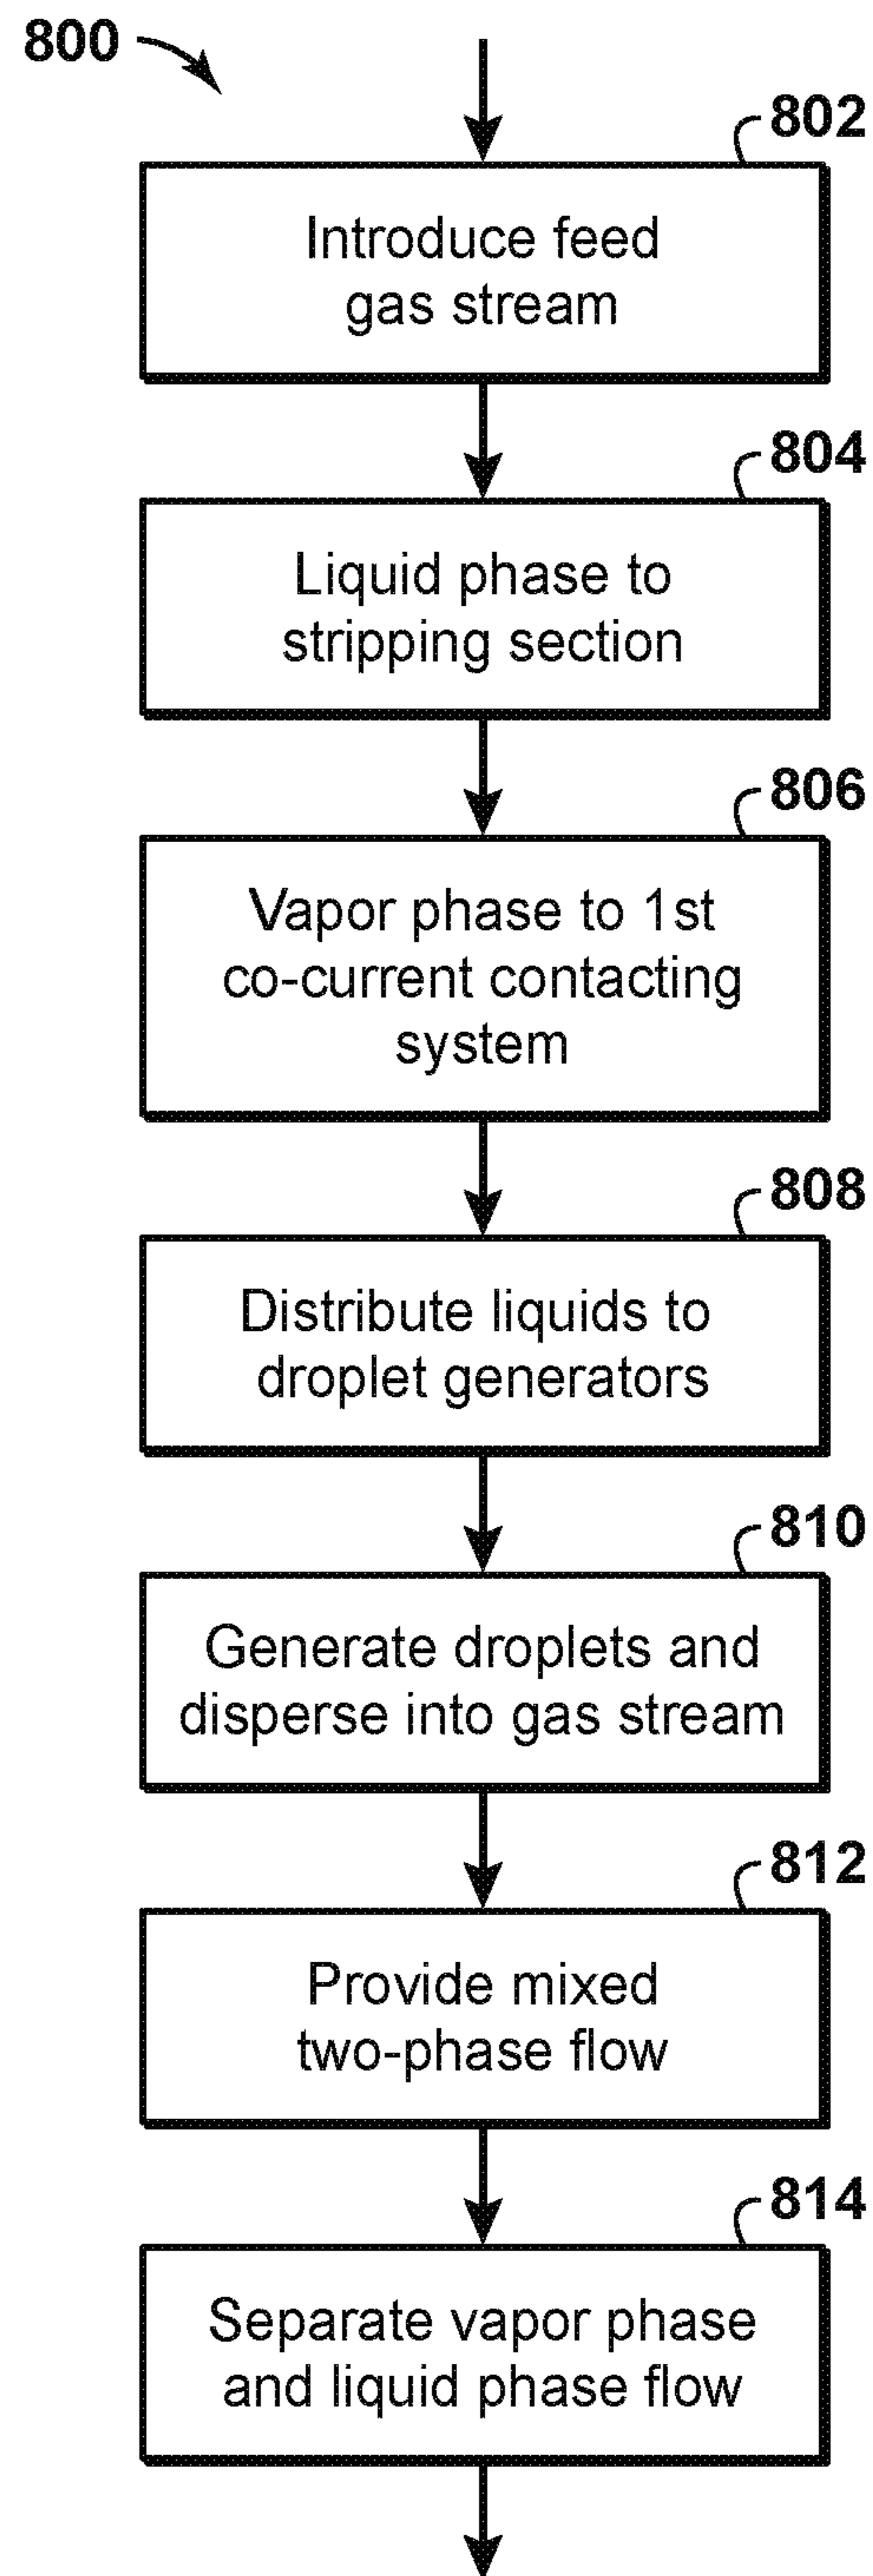 800
802
Introduce feed
gas stream
804
Liquid phase to
stripping section
806
Vapor phase to 1st
co-current contacting
system
808
Distribute liquids to
droplet generators
810
Generate droplets and
disperse into gas stream
812
Provide mixed
two-phase flow
814
Separate vapor phase
and liquid phase flow